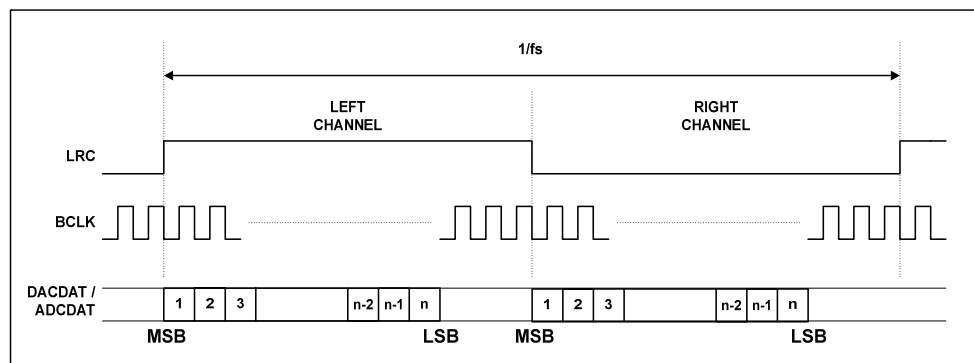 1/fs
LEFT
CHANNEL
RIGHT
CHANNEL
LRC
BCLK
DACDAT /
ADCDAT
1 2 3 n-2 n-1 n 1 2 3 n-2 n-1 n
MSB LSB MSB LSB